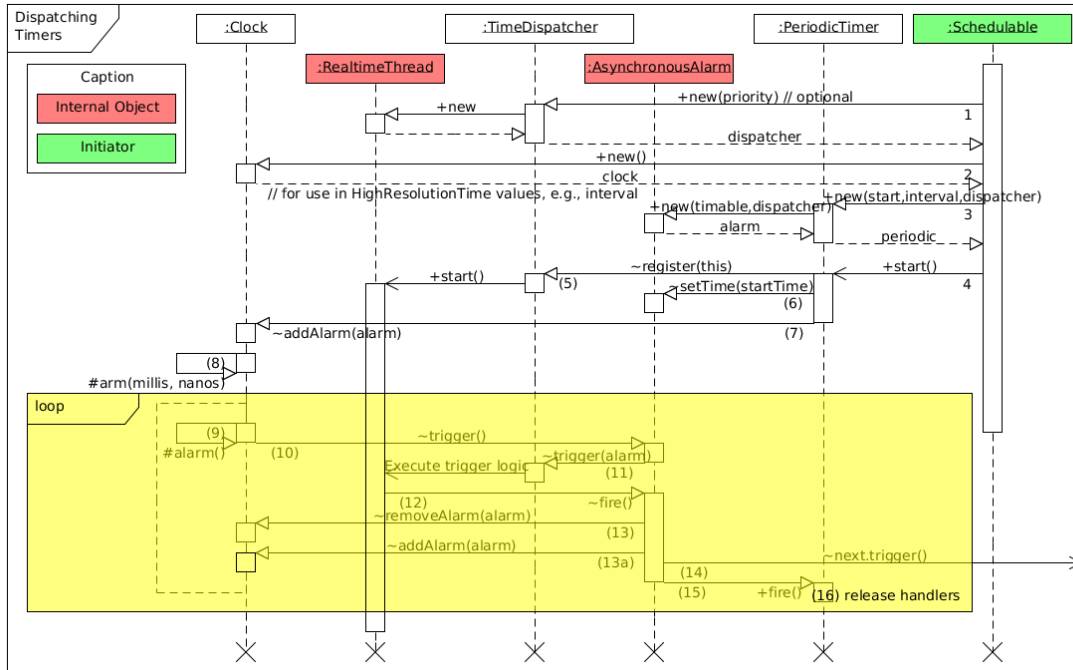 Dispatching
Timers
:Clock
:TimeDispatcher
:PeriodicTimer
:Schedulable
:RealtimeThread
:AsynchronousAlarm
Caption
Internal Object
Initiator
+new(priority) // optional
1
+new
dispatcher
+new()
2
clock
// for use in HighResolutionTime values, e.g., interval
+new(start,interval,dispatcher)
3
+new(timable,dispatcher)
alarm
periodic
+start()
4
~register(this)
(5)
+start()
~setTime(startTime)
(6)
~addAlarm(alarm)
(7)
(8)
#arm(millis, nanos)
loop
(9)
#alarm()
(10)
~trigger()
~trigger(alarm)
(11)
Execute trigger logic
(12)
~fire()
~removeAlarm(alarm)
(13)
~addAlarm(alarm)
(13a)
~next.trigger()
(14)
(15)
+fire()
(16) release handlers